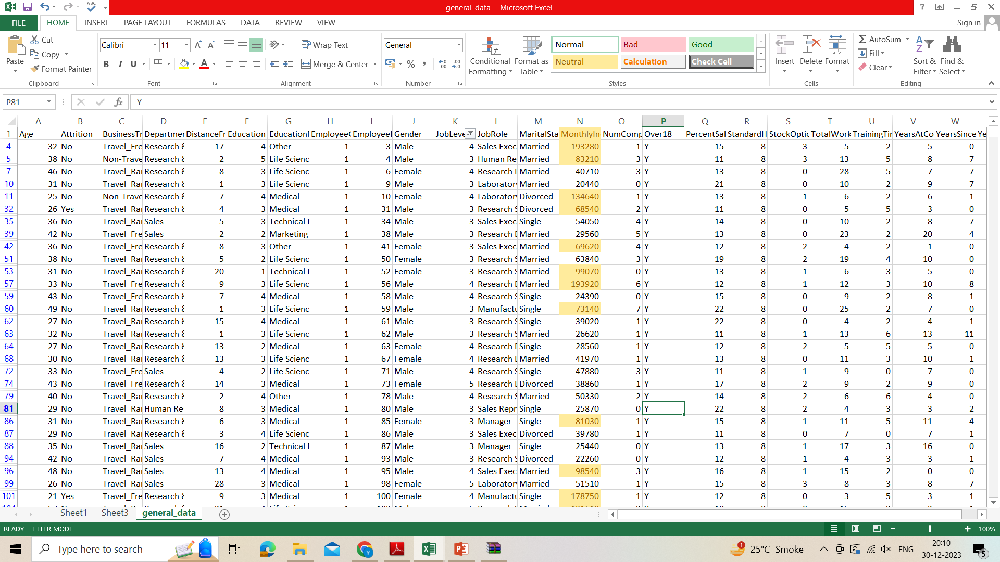 ABC
general_data - Microsoft Excel
?
FILE HOME INSERT PAGE LAYOUT FORMULAS DATA REVIEW VIEW Sign in
Paste Cut Copy Format Painter Clipboard
Calibri 11 A A B I U A Font
Wrap Text Merge & Center Alignment
General % , Number
Conditional Formatting Format as Table Normal Bad Good Neutral Calculation Check Cell Styles
Insert Delete Format Cells
AutoSum Fill Clear Sort & Filter Find & Select Editing
P81 fx Y
A B C D E F G H I J K L M N O P Q R S T U V W
1 Age Attrition BusinessTr Departmer DistanceFr Education EducationI EmployeeC EmployeeI Gender JobLeve JobRole MaritalSta MonthlyIn NumComp Over18 PercentSal StandardH StockOptio TotalWork TrainingTir YearsAtCo YearsSince Ye
4 32 No Travel_Fre Research & 17 4 Other 1 3 Male 4 Sales Exec Married 193280 1 Y 15 8 3 5 2 5 0
5 38 No Non-Trave Research & 2 5 Life Scienc 1 4 Male 3 Human Re Married 83210 3 Y 11 8 3 13 5 8 7
7 46 No Travel_Rar Research & 8 3 Life Scienc 1 6 Female 4 Research D Married 40710 3 Y 13 8 0 28 5 7 7
10 31 No Travel_Rar Research & 1 3 Life Scienc 1 9 Male 3 Laboratory Married 20440 0 Y 21 8 0 10 2 9 7
11 25 No Non-Trave Research & 7 4 Medical 1 10 Female 4 Laboratory Divorced 134640 1 Y 13 8 1 6 2 6 1
32 26 Yes Travel_Rar Research & 4 3 Medical 1 31 Male 3 Research S Divorced 68540 2 Y 11 8 0 5 5 3 0
35 36 No Travel_Rar Sales 5 3 Technical I 1 34 Male 3 Sales Exec Single 54050 4 Y 14 8 0 10 2 8 7
39 42 No Travel_Fre Sales 2 2 Marketing 1 38 Male 3 Research D Married 29560 5 Y 13 8 0 23 2 20 4
42 36 No Travel_Fre Research & 8 3 Other 1 41 Female 3 Sales Exec Married 69620 4 Y 12 8 2 4 2 1 0
51 38 No Travel_Rar Research & 5 2 Life Scienc 1 50 Female 3 Research S Married 63840 3 Y 19 8 2 19 4 10 0
53 31 No Travel_Rar Research & 20 1 Technical I 1 52 Female 3 Research S Married 99070 0 Y 13 8 1 6 3 5 0
57 33 No Travel_Fre Research & 9 3 Life Scienc 1 56 Male 4 Research D Married 193920 6 Y 12 8 1 12 3 10 8
59 43 No Travel_Fre Research & 7 4 Medical 1 58 Male 4 Research S Single 24390 0 Y 15 8 0 9 2 8 1
60 49 No Travel_Rar Research & 1 3 Life Scienc 1 59 Male 3 Manufactu Single 73140 7 Y 22 8 0 25 2 7 0
62 27 No Travel_Rar Research & 15 4 Medical 1 61 Male 3 Research S Single 39020 1 Y 22 8 0 4 2 4 1
63 32 No Travel_Rar Research & 1 3 Life Scienc 1 62 Male 3 Research S Married 26620 1 Y 11 8 1 13 6 13 11
64 27 No Travel_Rar Research & 13 2 Medical 1 63 Female 4 Research D Single 28560 1 Y 12 8 2 5 5 5 0
68 30 No Travel_Rar Research & 13 3 Life Scienc 1 67 Female 4 Research D Married 41970 1 Y 13 8 0 11 3 10 1
72 33 No Travel_Fre Sales 4 2 Life Scienc 1 71 Male 4 Research S Single 47880 3 Y 11 8 1 9 0 7 0
74 43 No Travel_Fre Research & 14 3 Medical 1 73 Female 5 Research D Divorced 38860 1 Y 17 8 2 9 2 9 0
79 40 No Travel_Rar Research & 2 4 Other 1 78 Male 4 Research S Married 50330 2 Y 14 8 2 6 6 4 0
81 29 No Travel_Rar Human Re 8 3 Medical 1 80 Male 3 Sales Repr Single 25870 0 Y 22 8 2 4 3 3 2
86 31 No Travel_Rar Research & 6 3 Medical 1 85 Female 3 Manager Single 81030 1 Y 15 8 1 11 5 11 4
87 29 No Travel_Rar Research & 3 4 Life Scienc 1 86 Male 3 Sales Exec Divorced 39780 1 Y 11 8 0 7 0 7 1
88 35 No Travel_Rar Sales 16 2 Technical I 1 87 Male 3 Manager Single 25440 0 Y 13 8 1 17 3 16 0
94 42 No Travel_Rar Sales 7 4 Medical 1 93 Male 3 Research S Divorced 22260 0 Y 12 8 1 4 3 3 1
96 48 No Travel_Rar Sales 13 4 Medical 1 95 Male 4 Sales Exec Married 98540 3 Y 16 8 1 15 2 0 0
99 26 No Travel_Rar Sales 28 3 Medical 1 98 Female 5 Laboratory Married 51510 1 Y 15 8 3 8 3 8 7
101 21 Yes Travel_Fre Research & 9 3 Medical 1 100 Female 4 Manufactu Single 178750 1 Y 12 8 0 3 5 3 1
Sheet1 Sheet3 general_data
READY FILTER MODE 100%
Type here to search 1 25°C Smoke ENG 20:10 30-12-2023 5